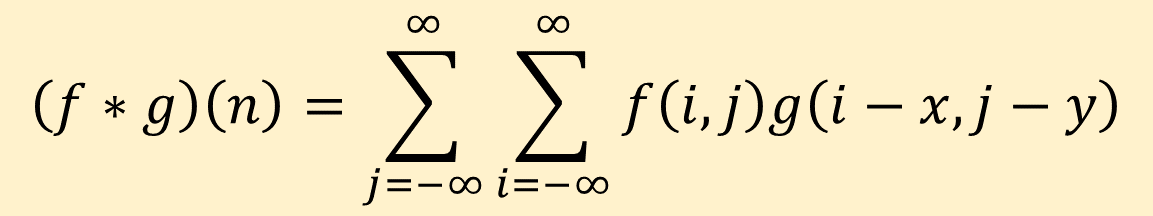 (f ∗ g)(n) = ∑_{j=−∞}^{∞} ∑_{i=−∞}^{∞} f(i, j)g(i − x, j − y)